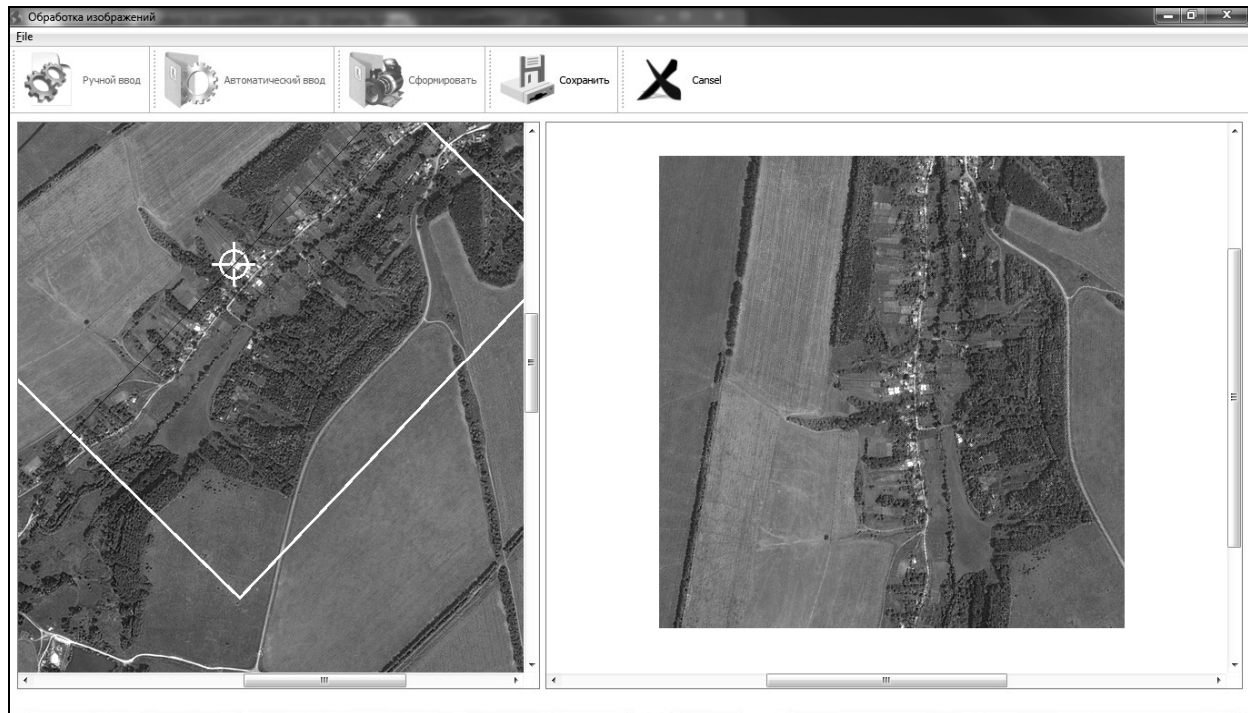 Обработка изображений
File
Ручной ввод
Автоматический ввод
Сформировать
Сохранить
Cansel